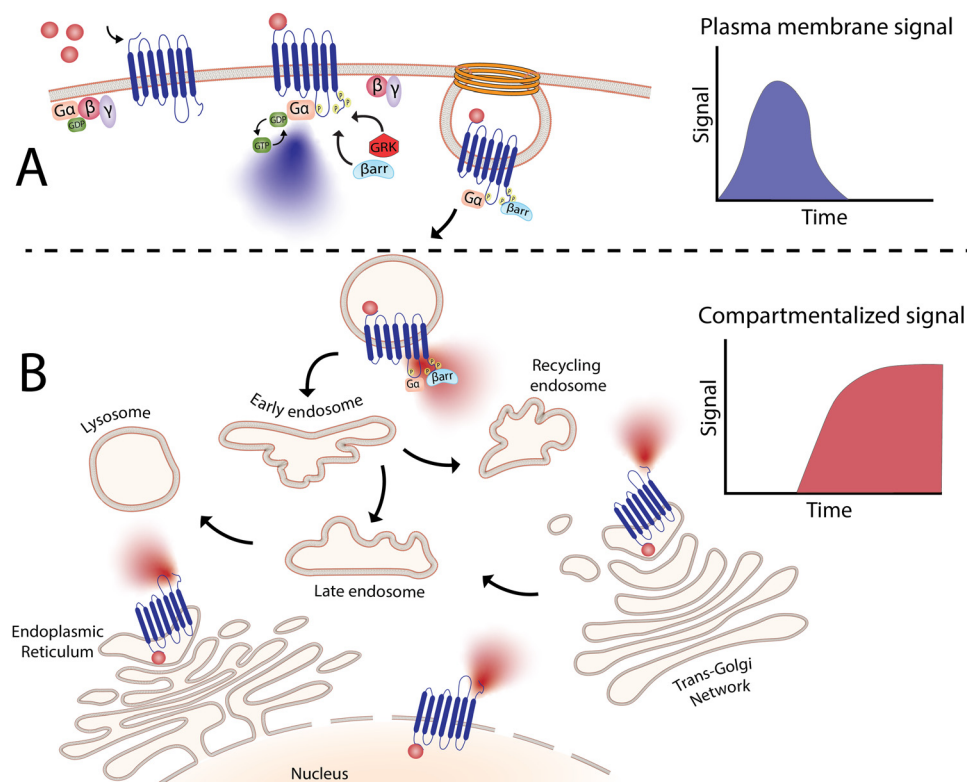 Plasma membrane signal
Signal
Time
A
Gα
β
γ
GDP
Gα
P
P
P
P
GDP
GTP
β
γ
GRK
βarr
Gα
P
P
P
P
βarr
B
Compartmentalized signal
Signal
Time
P
P
P
P
Gα
βarr
Recycling
endosome
Early endosome
Lysosome
Late endosome
Endoplasmic
Reticulum
Trans-Golgi
Network
Nucleus